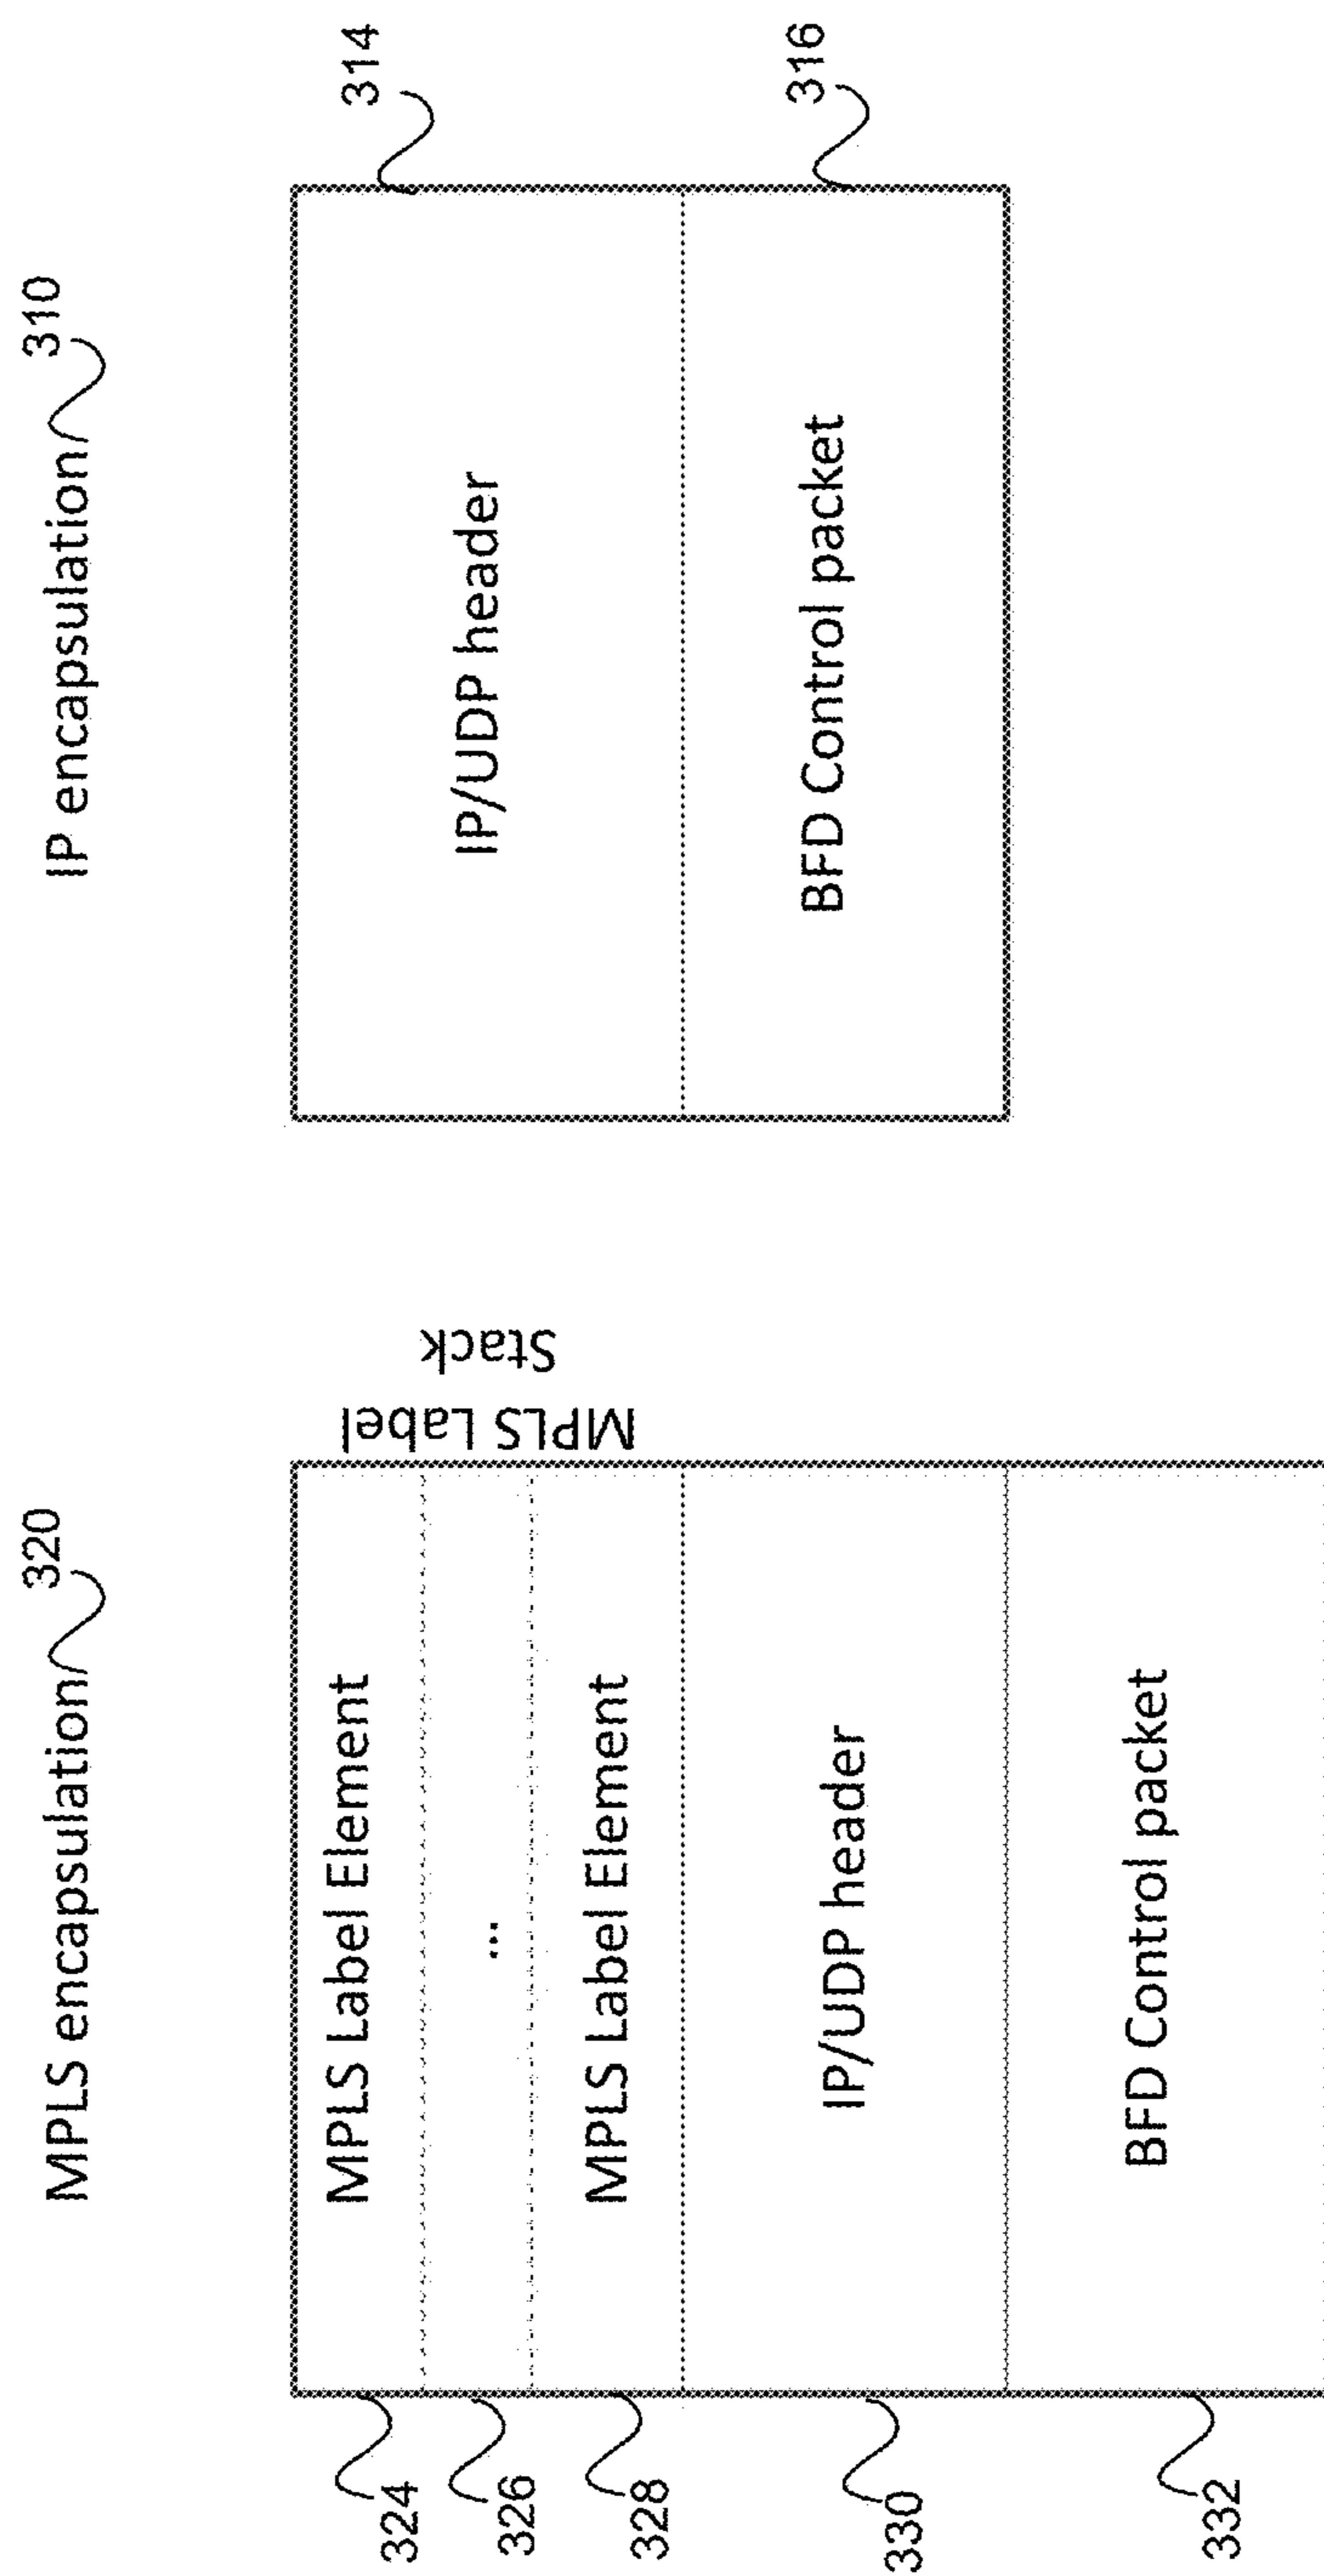 MPLS encapsulation 320
324 MPLS Label Element
326 ...
328 MPLS Label Element
MPLS Label
Stack
330 IP/UDP header
332 BFD Control packet
IP encapsulation 310
IP/UDP header 314
BFD Control packet 316